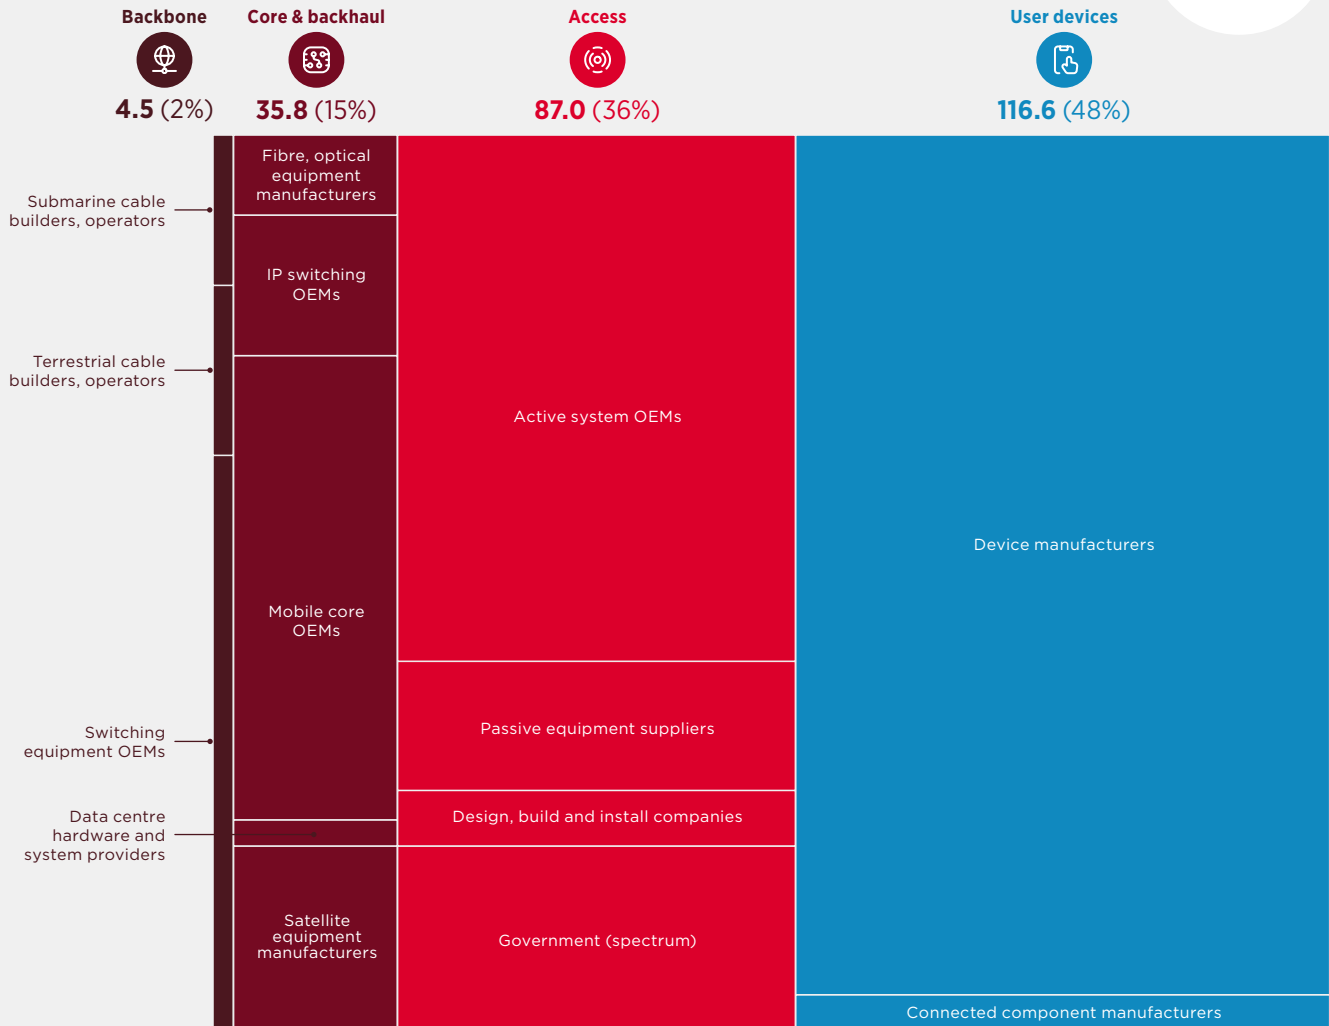 Backbone
Core & backhaul
Access
User devices
4.5 (2%)
35.8 (15%)
87.0 (36%)
116.6 (48%)
Submarine cable
builders, operators
Terrestrial cable
builders, operators
Switching
equipment OEMs
Data centre
hardware and
system providers
Fibre, optical
equipment
manufacturers
IP switching
OEMs
Mobile core
OEMs
Satellite
equipment
manufacturers
Active system OEMs
Passive equipment suppliers
Design, build and install companies
Government (spectrum)
Device manufacturers
Connected component manufacturers